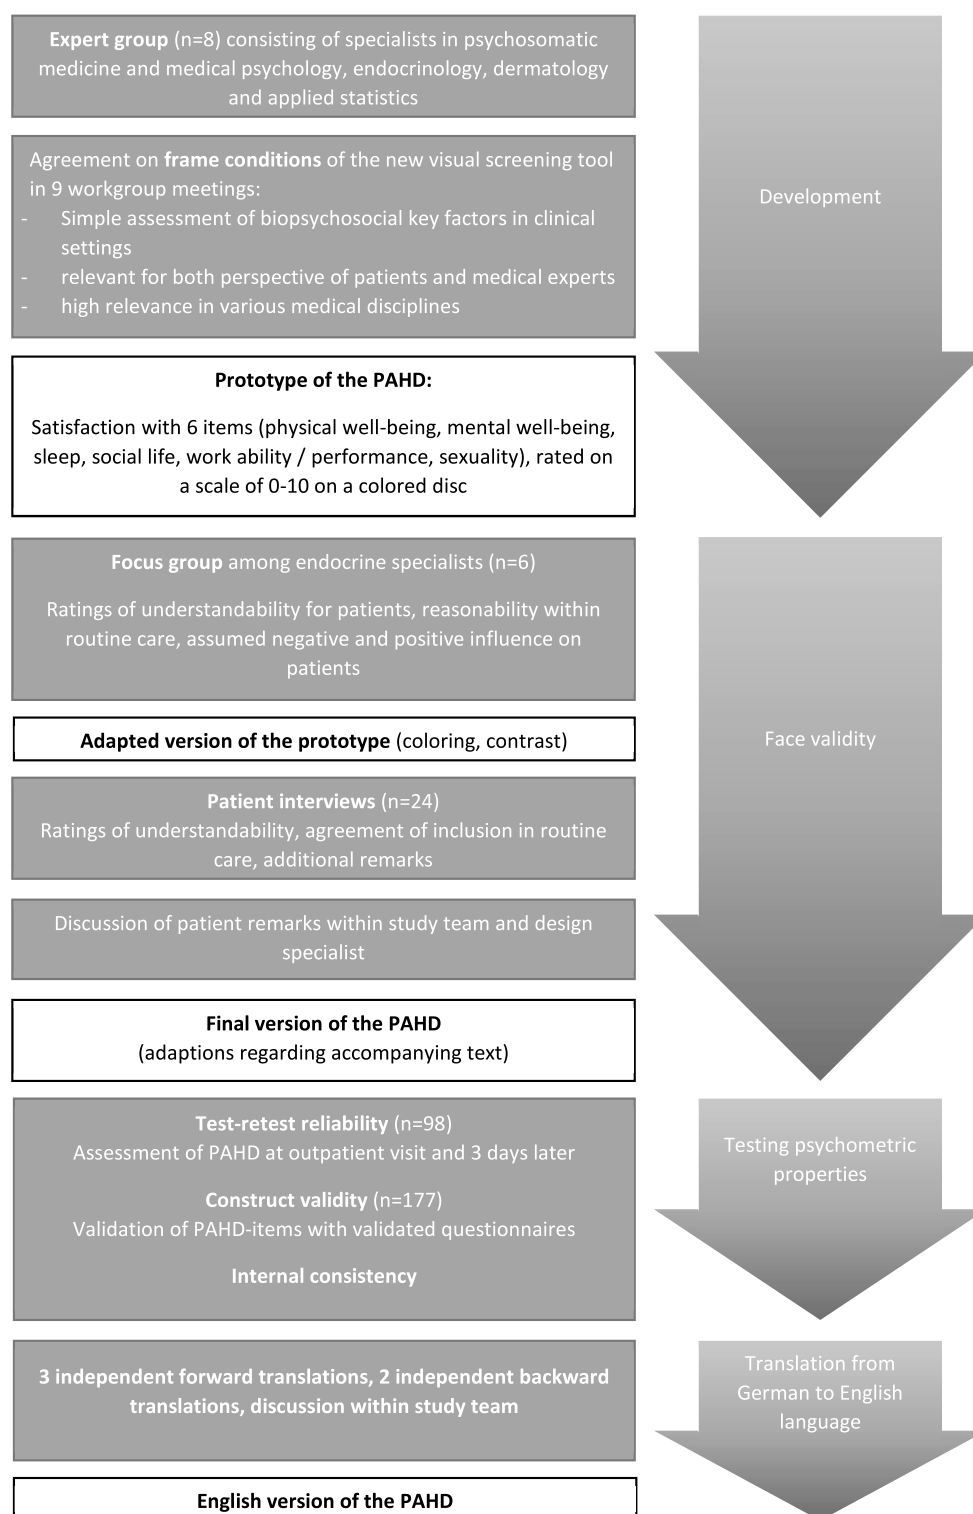 Expert group (n=8) consisting of specialists in psychosomatic
medicine and medical psychology, endocrinology, dermatology
and applied statistics
Agreement on frame conditions of the new visual screening tool
in 9 workgroup meetings:
- Simple assessment of biopsychosocial key factors in clinical
settings
- relevant for both perspective of patients and medical experts
- high relevance in various medical disciplines
Development
Prototype of the PAHD:
Satisfaction with 6 items (physical well-being, mental well-being,
sleep, social life, work ability / performance, sexuality), rated on
a scale of 0-10 on a colored disc
Focus group among endocrine specialists (n=6)
Ratings of understandability for patients, reasonability within
routine care, assumed negative and positive influence on
patients
Adapted version of the prototype (coloring, contrast)
Face validity
Patient interviews (n=24)
Ratings of understandability, agreement of inclusion in routine
care, additional remarks
Discussion of patient remarks within study team and design
specialist
Final version of the PAHD
(adaptions regarding accompanying text)
Test-retest reliability (n=98)
Assessment of PAHD at outpatient visit and 3 days later
Construct validity (n=177)
Validation of PAHD-items with validated questionnaires
Internal consistency
Testing psychometric
properties
3 independent forward translations, 2 independent backward
translations, discussion within study team
Translation from
German to English
language
English version of the PAHD